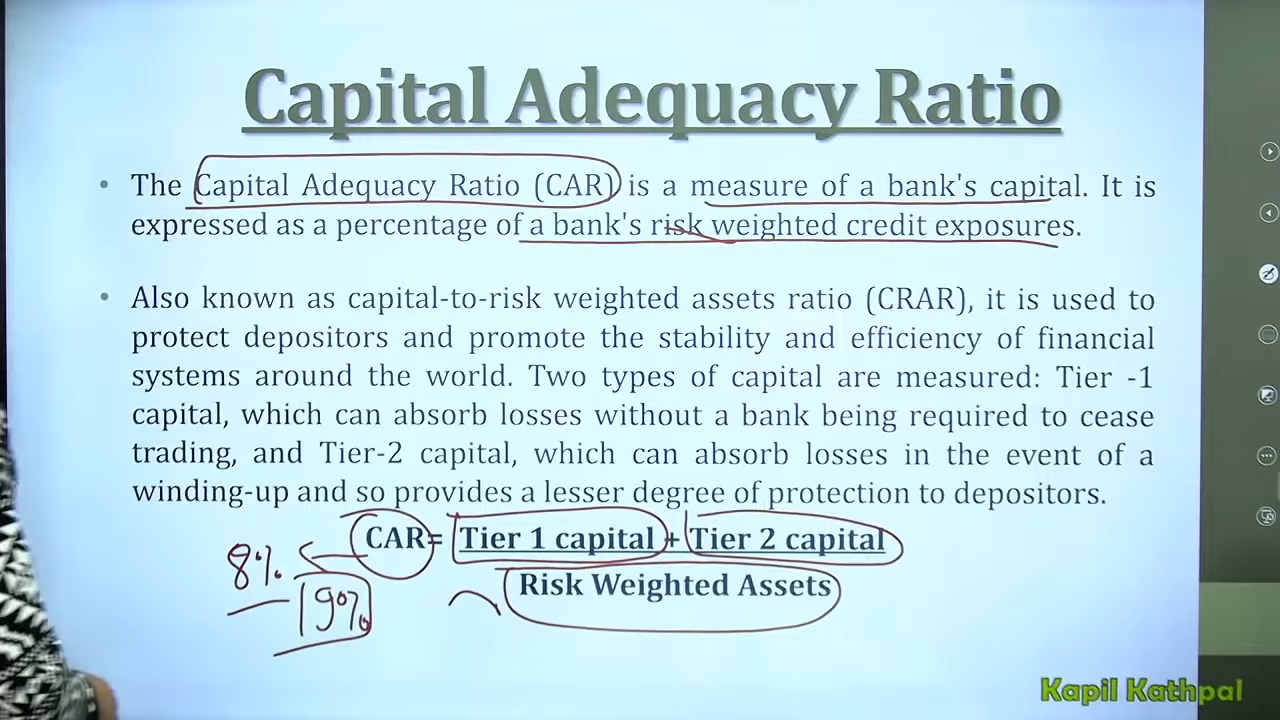 Capital Adequacy Ratio
• The Capital Adequacy Ratio (CAR) is a measure of a bank's capital. It is
expressed as a percentage of a bank's risk weighted credit exposures.
• Also known as capital-to-risk weighted assets ratio (CRAR), it is used to
protect depositors and promote the stability and efficiency of financial
systems around the world. Two types of capital are measured: Tier -1
capital, which can absorb losses without a bank being required to cease
trading, and Tier-2 capital, which can absorb losses in the event of a
winding-up and so provides a lesser degree of protection to depositors.
CAR= Tier 1 capital + Tier 2 capital
Risk Weighted Assets
8%
9%
Kapil Kathpal